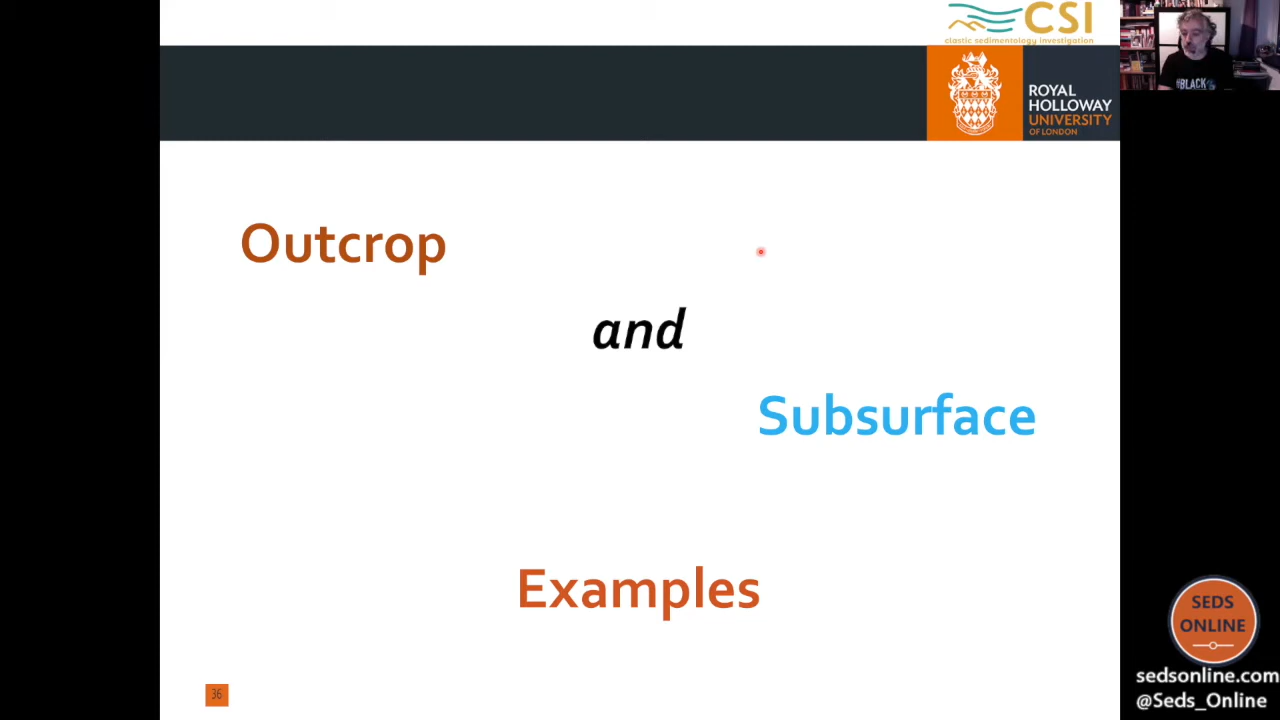 CSI
clastic sedimentology investigation
ROYAL
HOLLOWAY
UNIVERSITY
OF LONDON
BLACK
Outcrop
and
Subsurface
Examples
36
SEDS
ONLINE
sedsonline.com
@Seds_Online